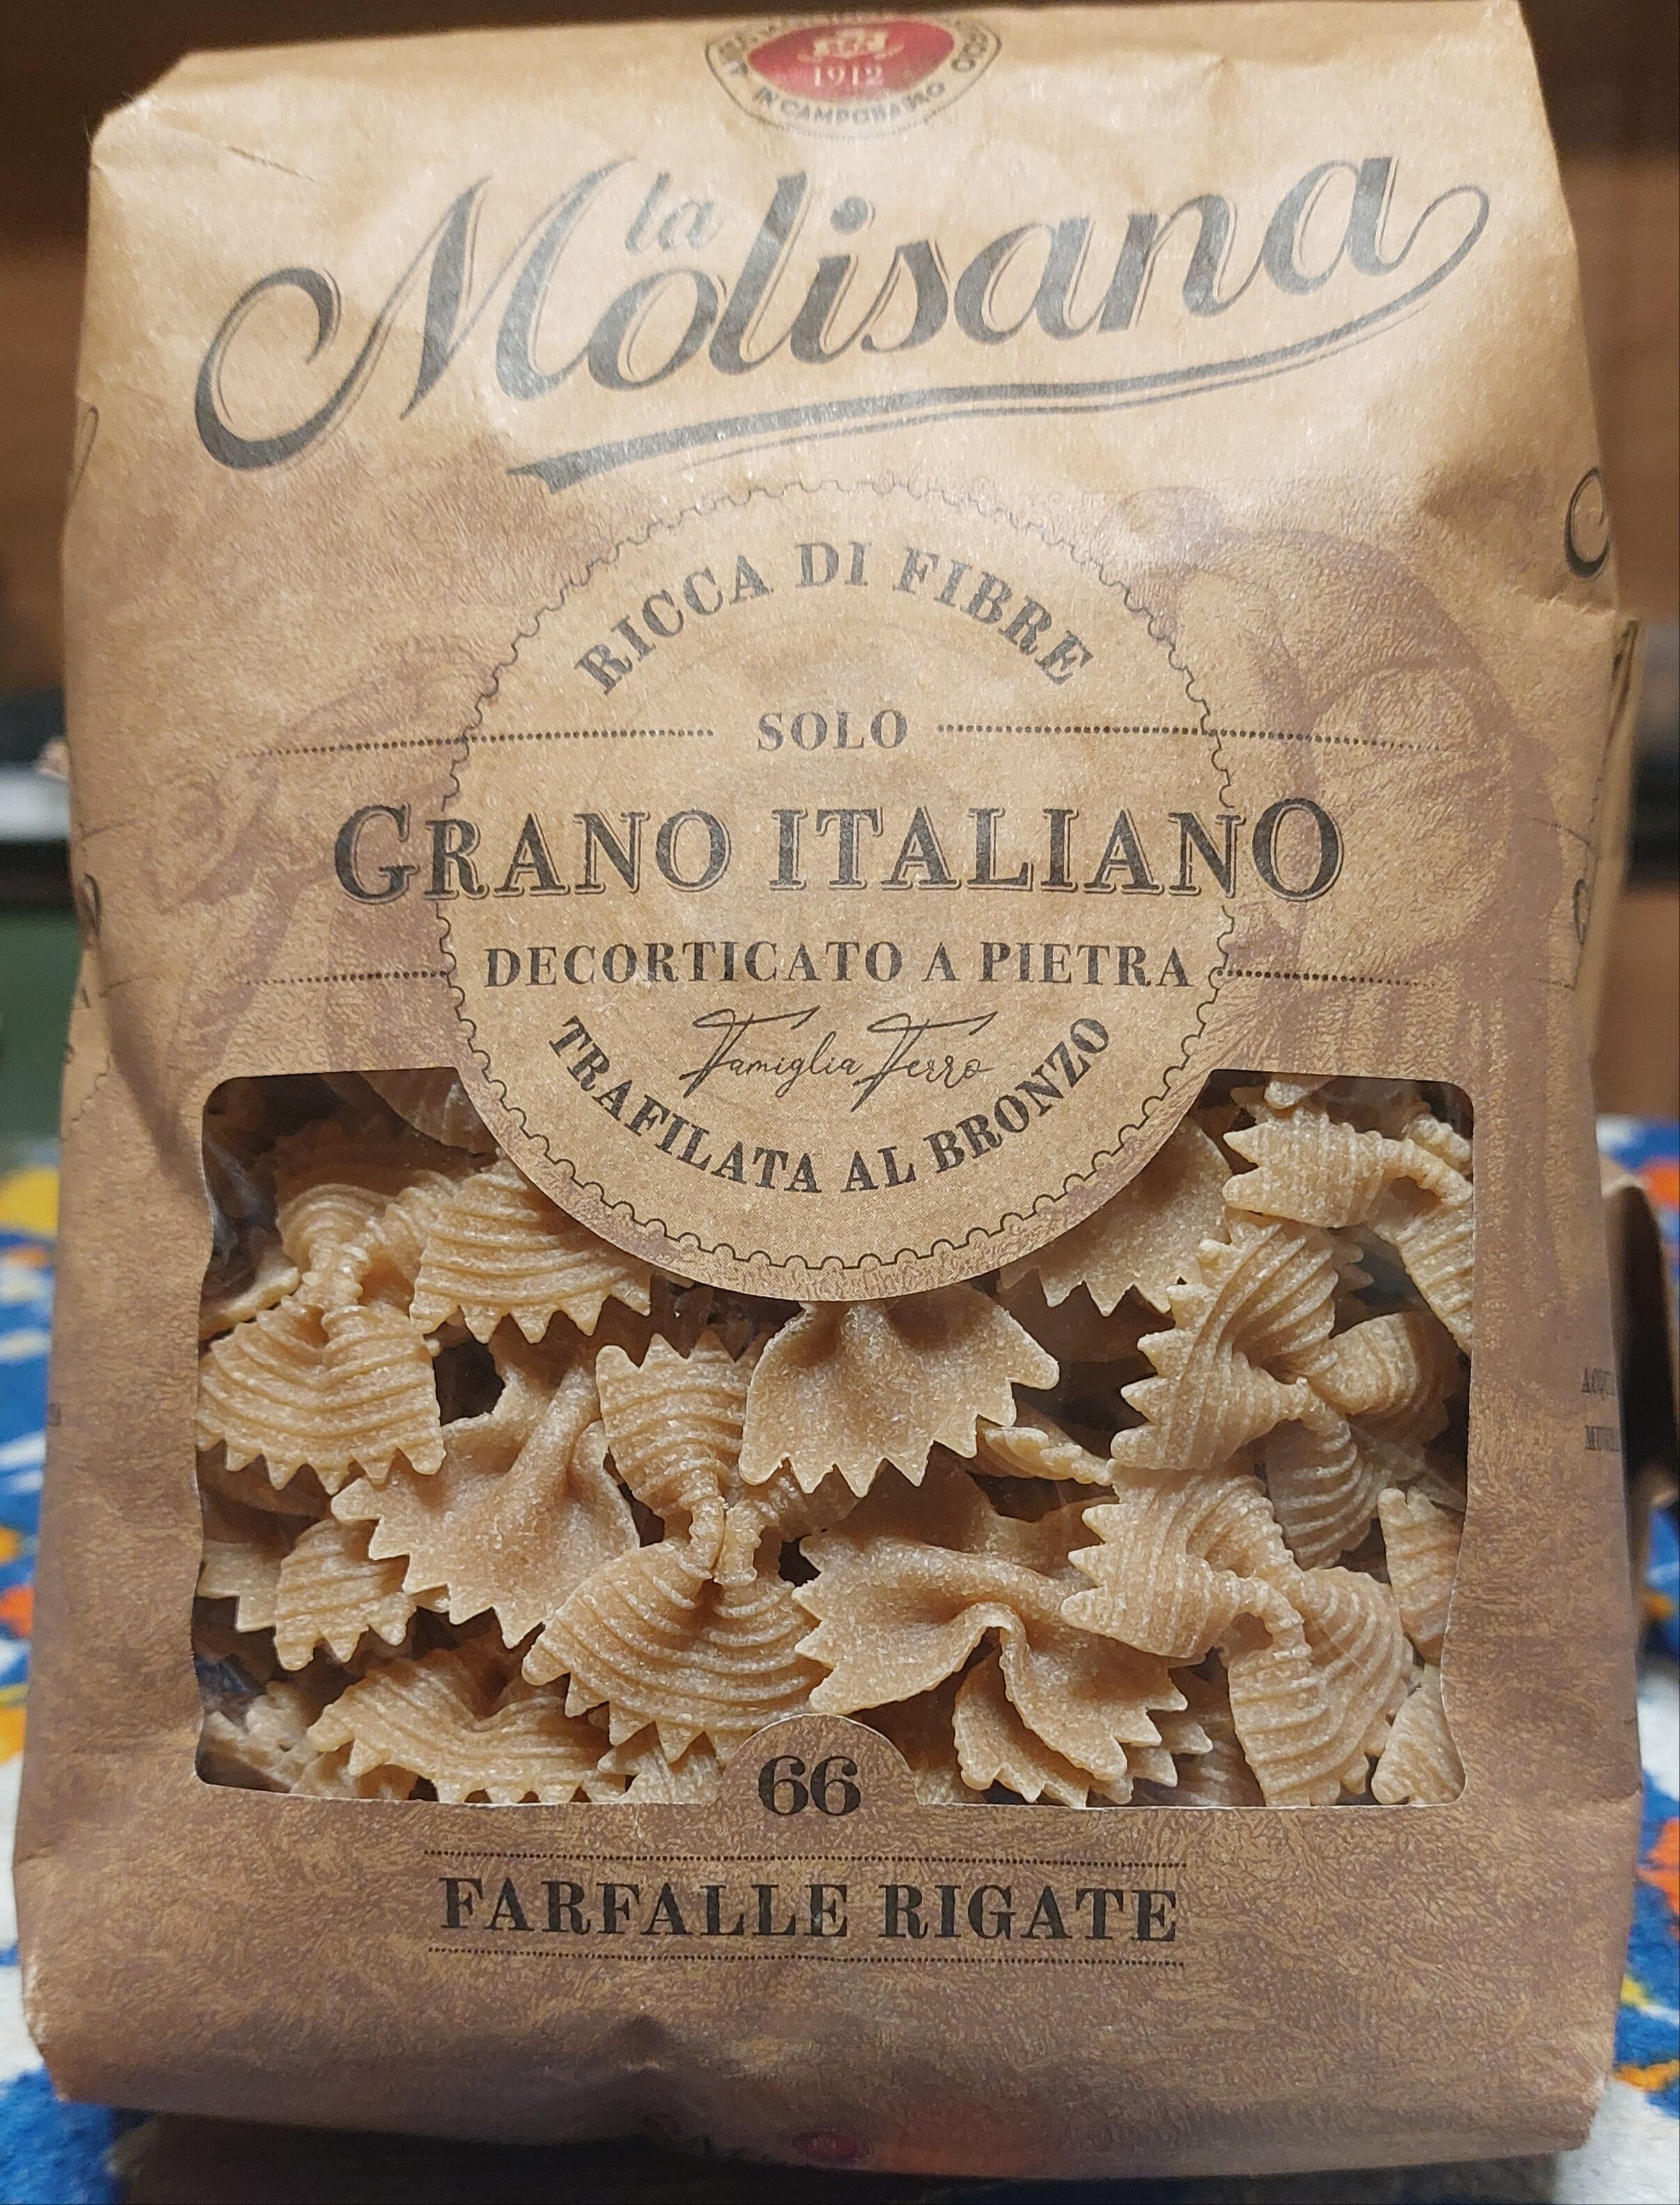 1912
IN CAMPOBASSO
la
Molisana
RICCA DI FIBRE
SOLO
GRANO ITALIANO
DECORTICATO A PIETRA
Famiglia Ferro
TRAFILATA AL BRONZO
66
FARFALLE RIGATE